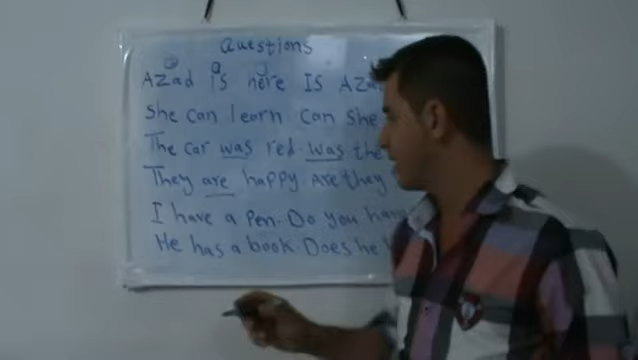 Questions
Azad is here Is Aza
She can learn. Can she
The car was red. was the
They are happy. Are they
I have a pen. Do you have
He has a book. Does he